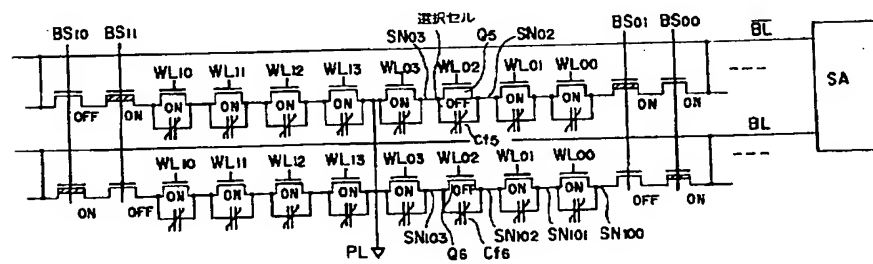 選択セル
BS10 BS11 SN03 Q5 SN02 BS01 BS00 BL
WL10 WL11 WL12 WL13 WL03 WL02 WL01 WL00
SA
ON ON ON ON ON OFF ON ON
OFF ON ON OFF
Cf5
BL
WL10 WL11 WL12 WL13 WL03 WL02 WL01 WL00
ON ON ON ON ON OFF ON ON
ON OFF OFF ON
SN103 SN102 SN101 SN100
PL Q6 Cf6